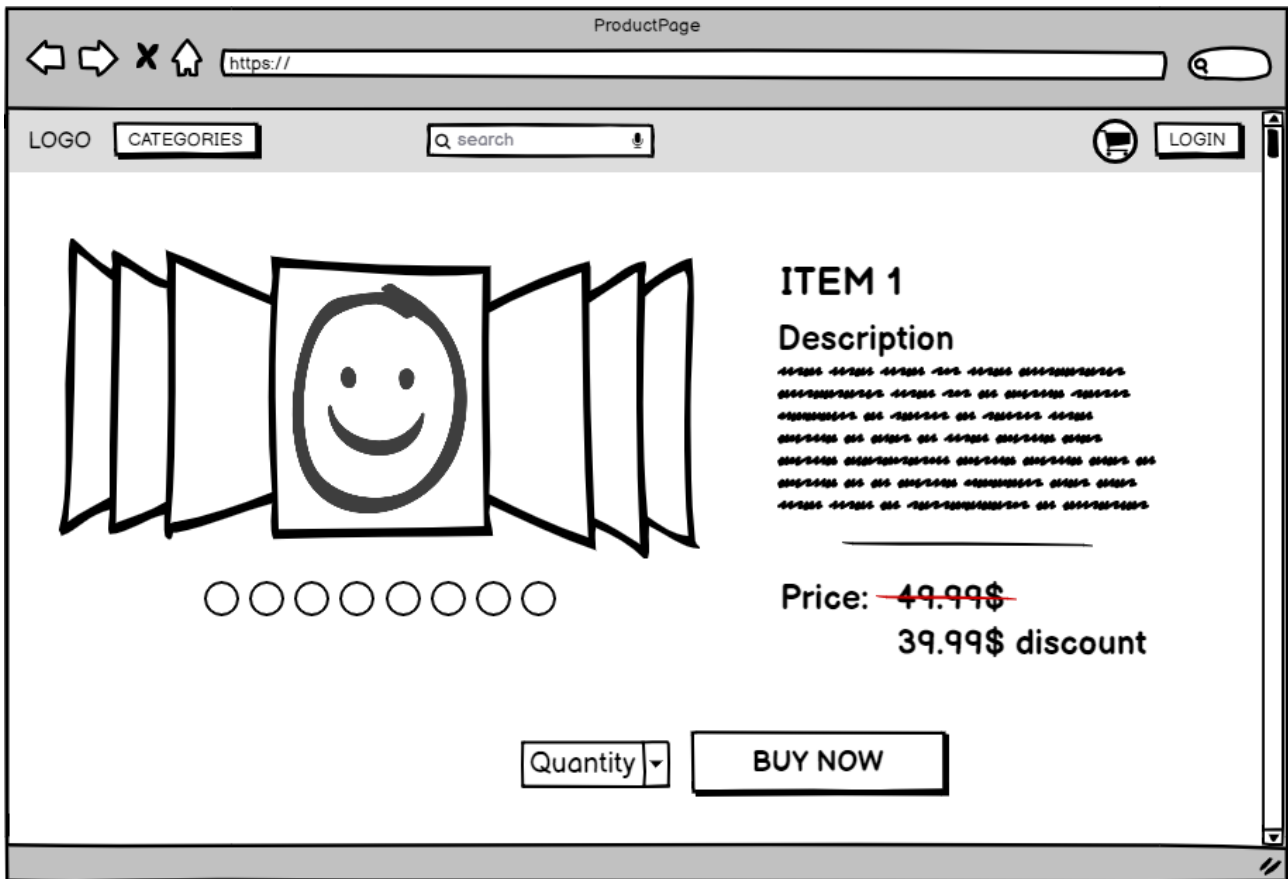 ProductPage
https://
LOGO
CATEGORIES
search
LOGIN
ITEM 1
Description
Price: 49.99$
39.99$ discount
Quantity
BUY NOW